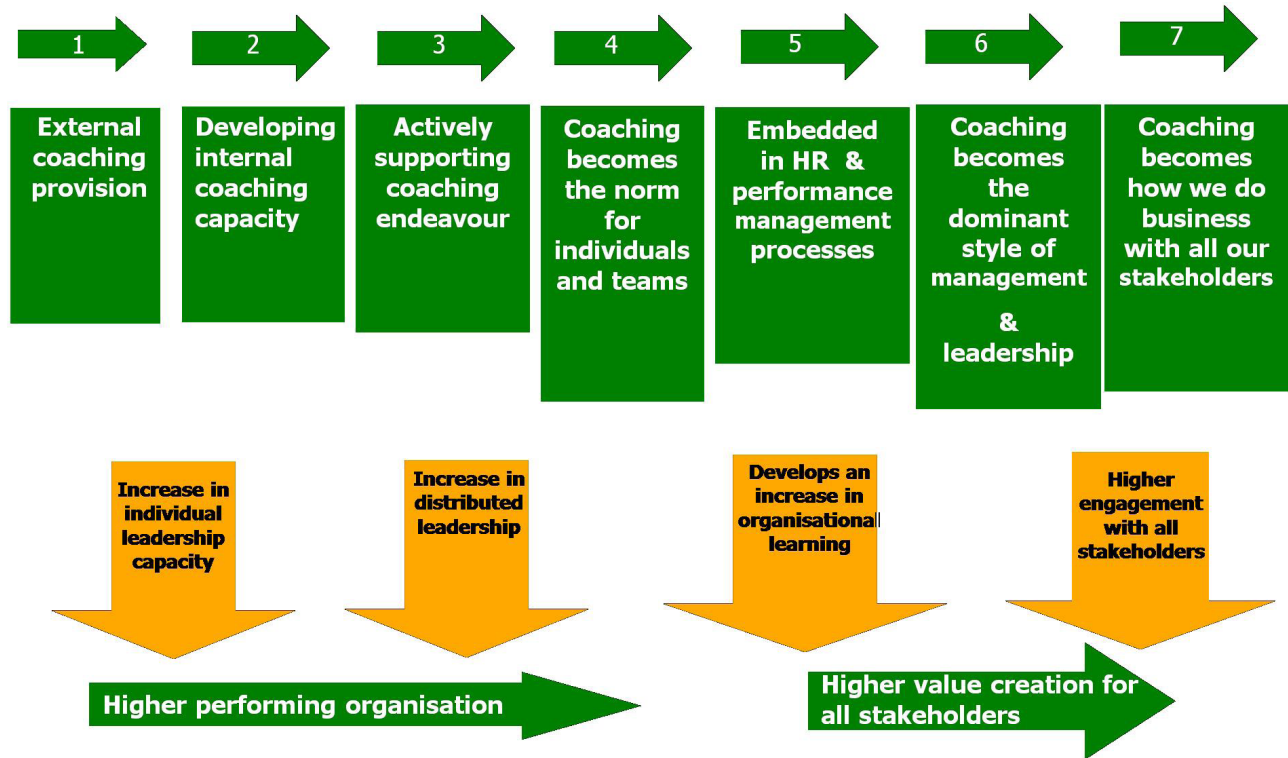 1
2
3
4
5
6
7
External
coaching
provision
Developing
internal
coaching
capacity
Actively
supporting
coaching
endeavour
Coaching
becomes
the norm
for
individuals
and teams
Embedded
in HR &
performance
management
processes
Coaching
becomes
the
dominant
style of
management
&
leadership
Coaching
becomes
how we do
business
with all our
stakeholders
Increase in
individual
leadership
capacity
Increase in
distributed
leadership
Develops an
increase in
organisational
learning
Higher
engagement
with all
stakeholders
Higher performing organisation
Higher value creation for
all stakeholders